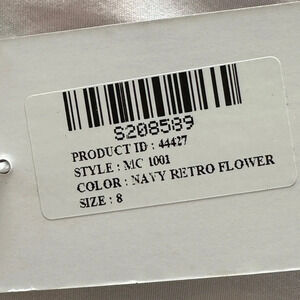 S208589
PRODUCT ID : 44427
STYLE : MC 1001
COLOR : NAVY RETRO FLOWER
SIZE : 8